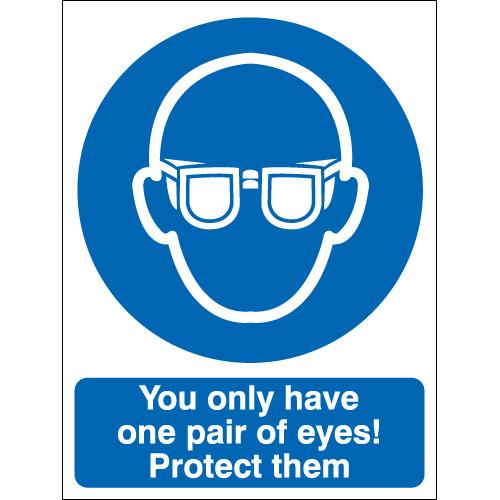 You only have
one pair of eyes!
Protect them